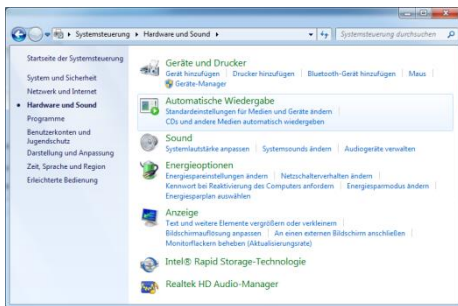 Systemsteuerung ▸ Hardware und Sound ▸
Systemsteuerung durchsuchen
Startseite der Systemsteuerung
System und Sicherheit
Netzwerk und Internet
Hardware und Sound
Programme
Benutzerkonten und
Jugendschutz
Darstellung und Anpassung
Zeit, Sprache und Region
Erleichterte Bedienung
Geräte und Drucker
Gerät hinzufügen | Drucker hinzufügen | Bluetooth-Gerät hinzufügen | Maus |
Geräte-Manager
Automatische Wiedergabe
Standardeinstellungen für Medien und Geräte ändern |
CDs und andere Medien automatisch wiedergeben
Sound
Systemlautstärke anpassen | Systemsounds ändern | Audiogeräte verwalten
Energieoptionen
Energiespareinstellungen ändern | Netzschalterverhalten ändern |
Kennwort bei Reaktivierung des Computers anfordern | Energiesparmodus ändern |
Energiesparplan auswählen
Anzeige
Text und weitere Elemente vergrößern oder verkleinern |
Bildschirmauflösung anpassen | An einen externen Bildschirm anschließen |
Monitorflackern beheben (Aktualisierungsrate)
Intel® Rapid Storage-Technologie
Realtek HD Audio-Manager